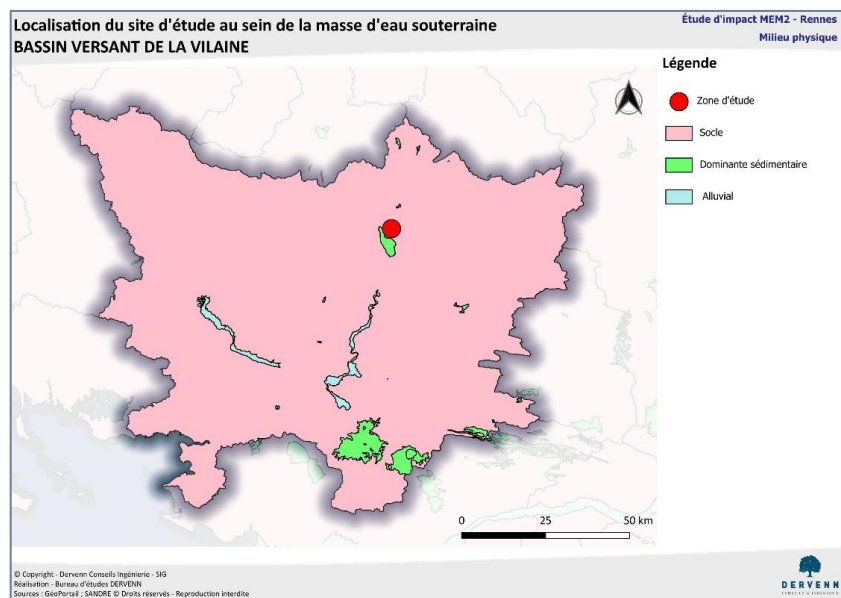 Localisation du site d'étude au sein de la masse d'eau souterraine
BASSIN VERSANT DE LA VILAINE
Étude d'impact MEM2 - Rennes
Milieu physique
Légende
Zone d'étude
Socle
Dominante sédimentaire
Alluvial
0 25 50 km
© Copyright - Dervenn Conseils Ingénierie - SIG
Réalisation - Bureau d'études DERVENN
Sources : GéoPortail ; SANDRE © Droits réservés - Reproduction interdite
DERVENN